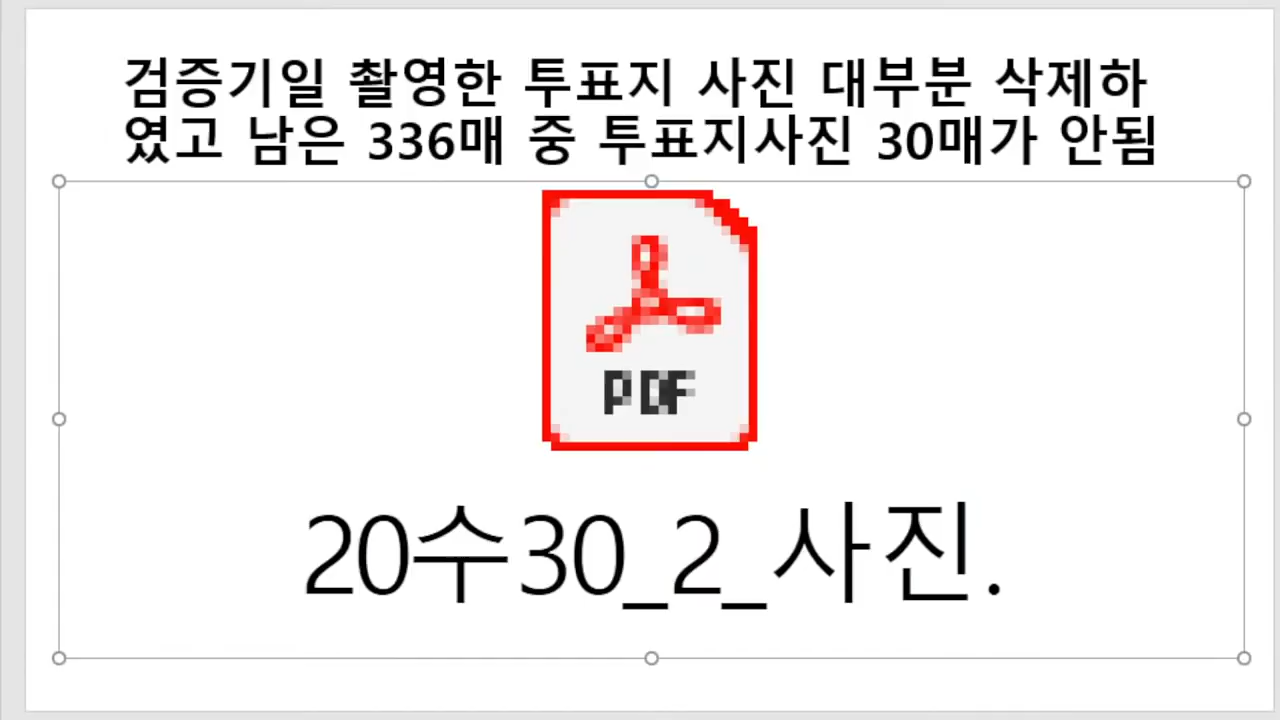 검증기일 촬영한 투표지 사진 대부분 삭제하
였고 남은 336매 중 투표지사진 30매가 안됨
PDF
20수30_2_사진.